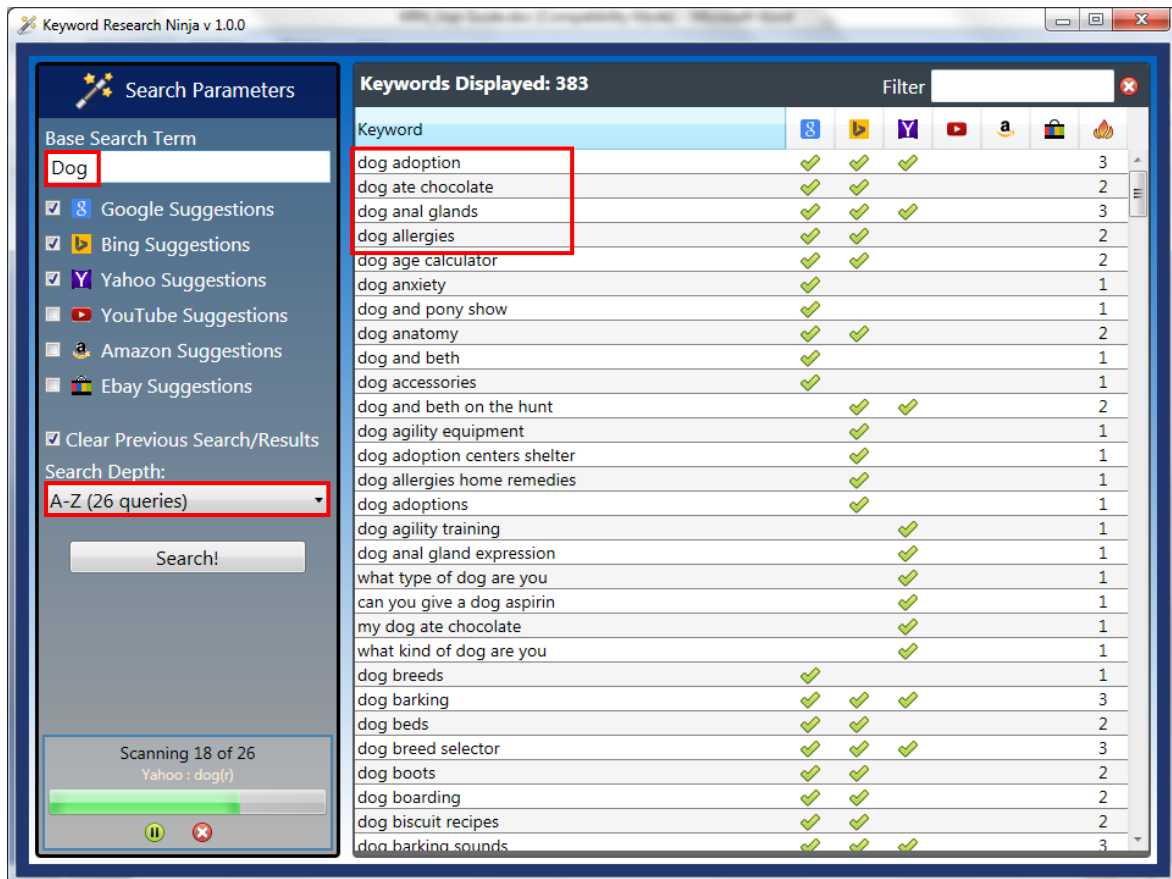 Keyword Research Ninja v 1.0.0
Search Parameters
Base Search Term
Dog
Google Suggestions
Bing Suggestions
Yahoo Suggestions
YouTube Suggestions
Amazon Suggestions
Ebay Suggestions
Clear Previous Search/Results
Search Depth:
A-Z (26 queries)
Search!
Scanning 18 of 26
Yahoo : dog(r)
Keywords Displayed: 383 Filter
Keyword
dog adoption 3
dog ate chocolate 2
dog anal glands 3
dog allergies 2
dog age calculator 2
dog anxiety 1
dog and pony show 1
dog anatomy 2
dog and beth 1
dog accessories 1
dog and beth on the hunt 2
dog agility equipment 1
dog adoption centers shelter 1
dog allergies home remedies 1
dog adoptions 1
dog agility training 1
dog anal gland expression 1
what type of dog are you 1
can you give a dog aspirin 1
my dog ate chocolate 1
what kind of dog are you 1
dog breeds 1
dog barking 3
dog beds 2
dog breed selector 3
dog boots 2
dog boarding 2
dog biscuit recipes 2
dog barking sounds 3